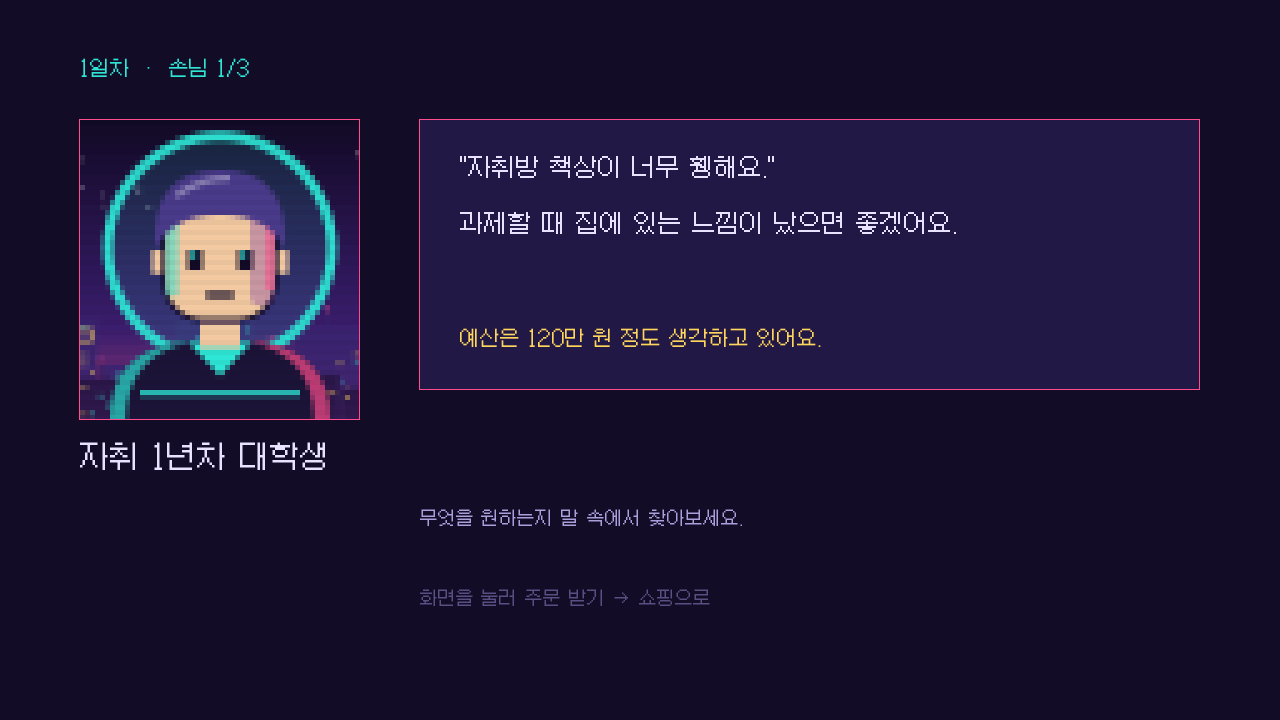 1일차 · 손님 1/3
"자취방 책상이 너무 휑해요."
과제할 때 집에 있는 느낌이 났으면 좋겠어요.
예산은 120만 원 정도 생각하고 있어요.
자취 1년차 대학생
무엇을 원하는지 말 속에서 찾아보세요.
화면을 눌러 주문 받기 → 쇼핑으로